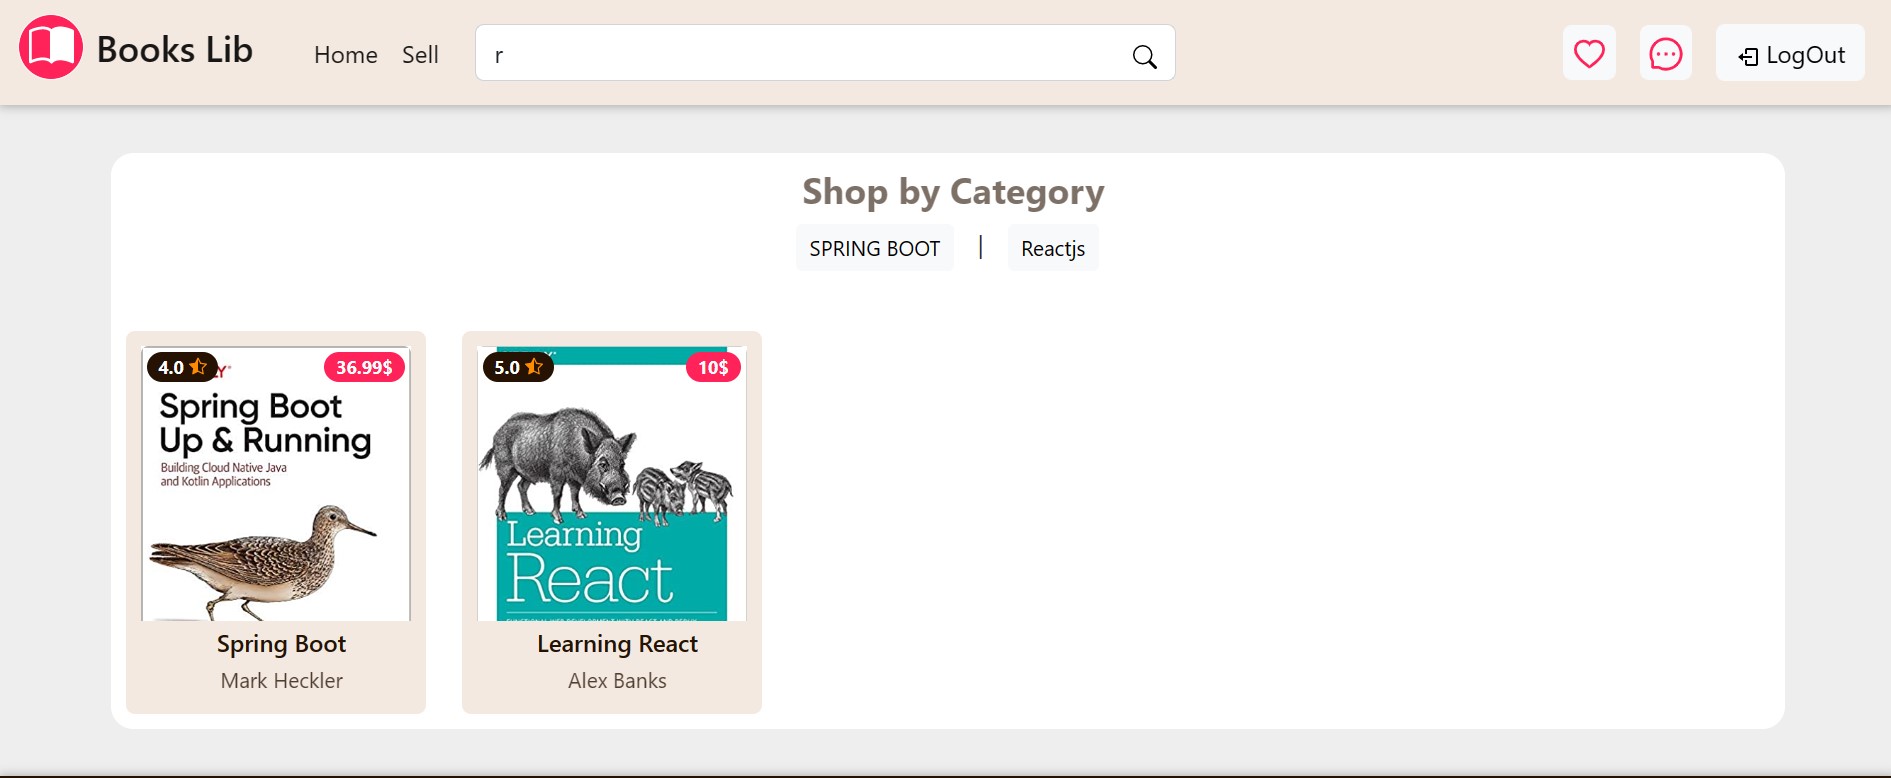 Books Lib
Home
Sell
r
LogOut
Shop by Category
SPRING BOOT | Reactjs
4.0
36.99$
Spring Boot
Up & Running
Building Cloud Native Java
and Kotlin Applications
Spring Boot
Mark Heckler
5.0
10$
Learning
React
Learning React
Alex Banks